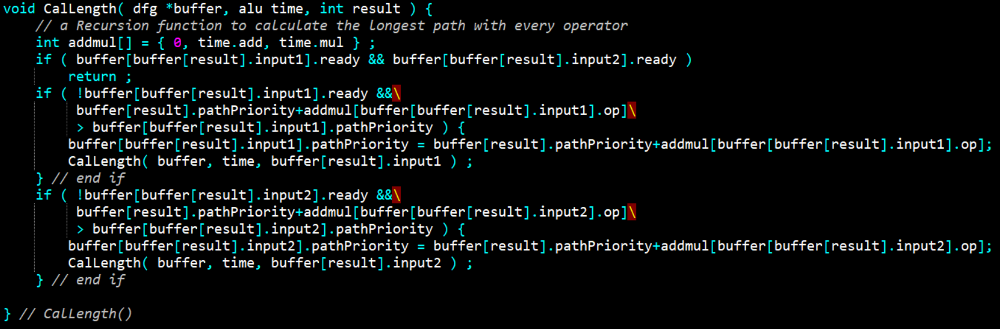 void CalLength( dfg *buffer, alu time, int result ) {
    // a Recursion function to calculate the longest path with every operator
    int addmul[] = { 0, time.add, time.mul } ;
    if ( buffer[buffer[result].input1].ready && buffer[buffer[result].input2].ready )
        return ;
    if ( !buffer[buffer[result].input1].ready &&\
         buffer[result].pathPriority+addmul[buffer[buffer[result].input1].op]\
         > buffer[buffer[result].input1].pathPriority ) {
        buffer[buffer[result].input1].pathPriority = buffer[result].pathPriority+addmul[buffer[buffer[result].input1].op];
        CalLength( buffer, time, buffer[result].input1 ) ;
    } // end if
    if ( !buffer[buffer[result].input2].ready &&\
         buffer[result].pathPriority+addmul[buffer[buffer[result].input2].op]\
         > buffer[buffer[result].input2].pathPriority ) {
        buffer[buffer[result].input2].pathPriority = buffer[result].pathPriority+addmul[buffer[buffer[result].input2].op];
        CalLength( buffer, time, buffer[result].input2 ) ;
    } // end if

} // CalLength()